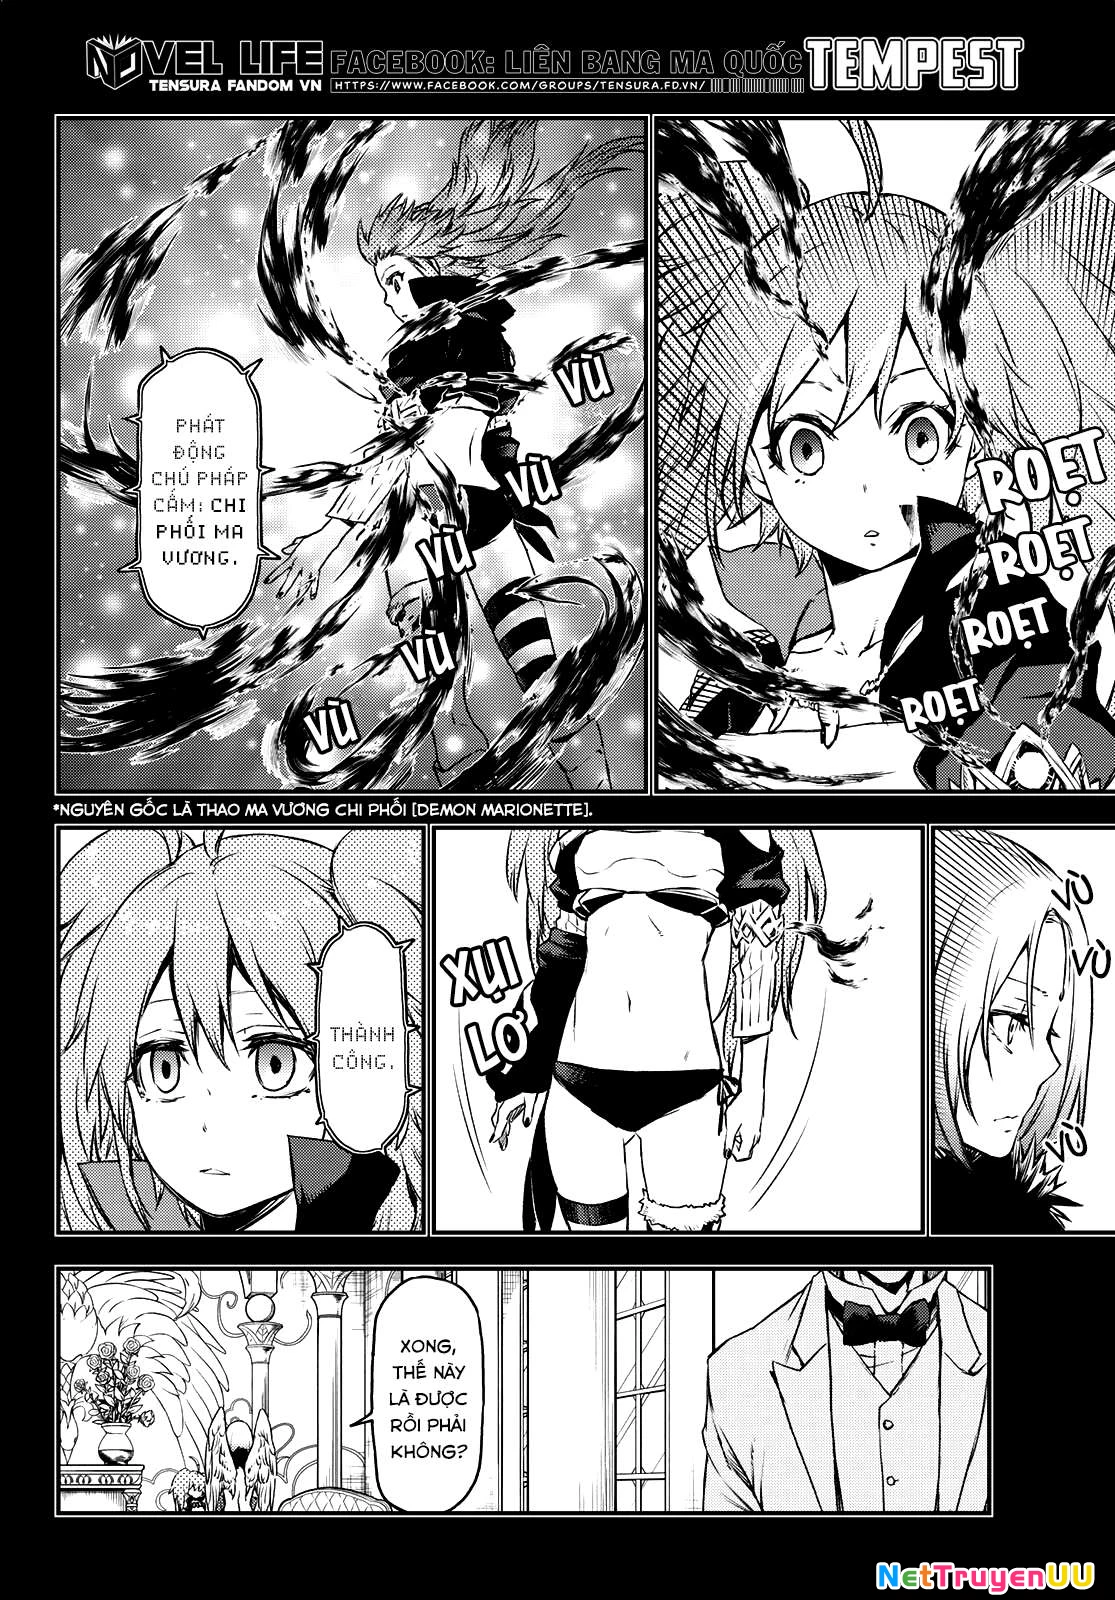 NOVEL LIFE
TENSURA FANDOM VN
FACEBOOK: LIÊN BANG MA QUỐC
TEMPEST
HTTPS://WWW.FACEBOOK.COM/GROUPS/TENSURA.FD.VN/
ROẸT
ROẸT
ROẸT
ROẸT
VÙ
VÙ
VÙ
VÙ
VÙ
PHÁT
ĐỘNG
CHÚ PHÁP
CẤM: CHI
PHỐI MA
VƯƠNG.
*NGUYÊN GỐC LÀ THAO MA VƯƠNG CHI PHỐI [DEMON MARIONETTE].
VÙ
VÙ
VÙ
XỤI
LƠ
THÀNH
CÔNG.
XONG,
THẾ NÀY
LÀ ĐƯỢC
RỒI PHẢI
KHÔNG?
NetTruyenUU